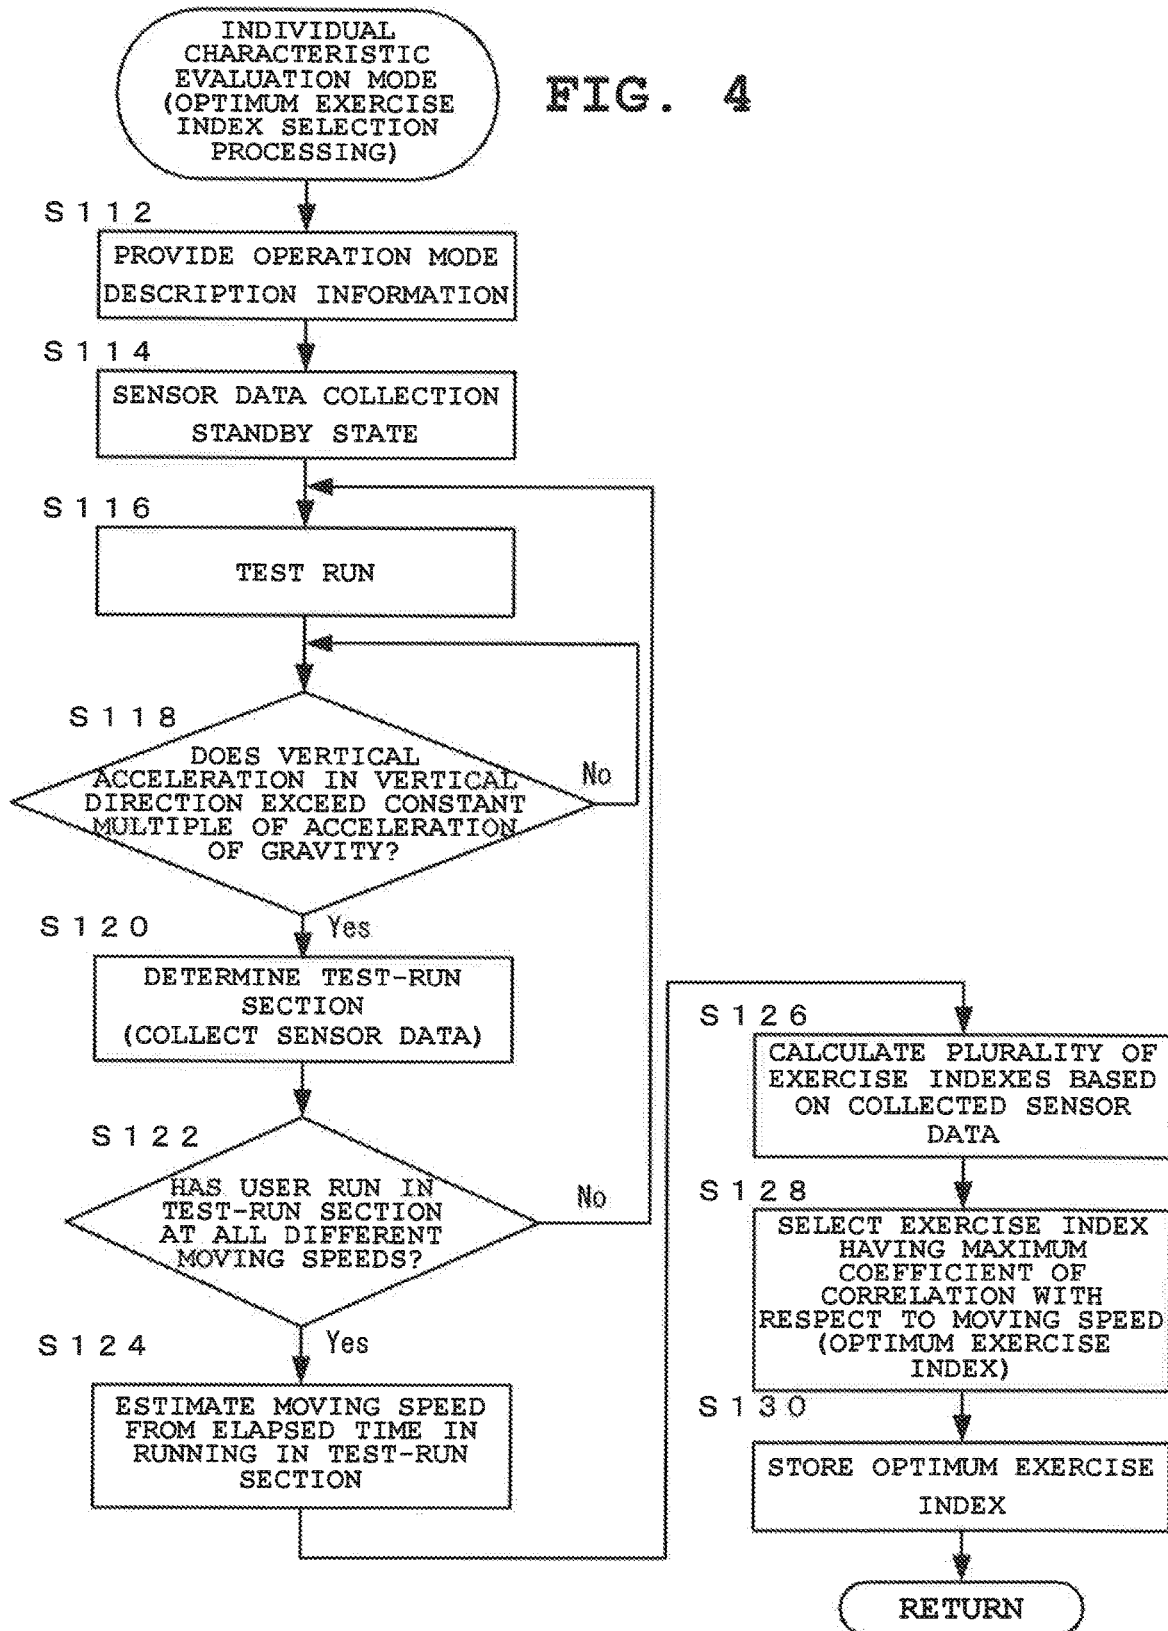 INDIVIDUAL
CHARACTERISTIC
EVALUATION MODE
(OPTIMUM EXERCISE
INDEX SELECTION
PROCESSING)
FIG. 4
S112
PROVIDE OPERATION MODE
DESCRIPTION INFORMATION
S114
SENSOR DATA COLLECTION
STANDBY STATE
S116
TEST RUN
S118
DOES VERTICAL
ACCELERATION IN VERTICAL
DIRECTION EXCEED CONSTANT
MULTIPLE OF ACCELERATION
OF GRAVITY?
No
Yes
S120
DETERMINE TEST-RUN
SECTION
(COLLECT SENSOR DATA)
S122
HAS USER RUN IN
TEST-RUN SECTION
AT ALL DIFFERENT
MOVING SPEEDS?
No
Yes
S124
ESTIMATE MOVING SPEED
FROM ELAPSED TIME IN
RUNNING IN TEST-RUN
SECTION
S126
CALCULATE PLURALITY OF
EXERCISE INDEXES BASED
ON COLLECTED SENSOR
DATA
S128
SELECT EXERCISE INDEX
HAVING MAXIMUM
COEFFICIENT OF
CORRELATION WITH
RESPECT TO MOVING SPEED
(OPTIMUM EXERCISE
INDEX)
S130
STORE OPTIMUM EXERCISE
INDEX
RETURN